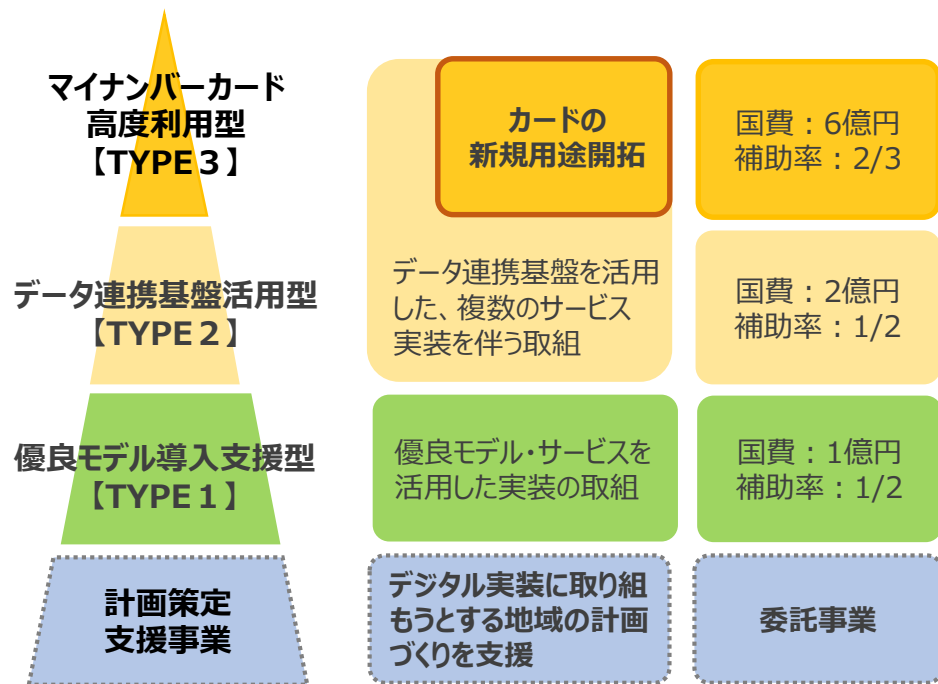 マイナンバーカード
高度利用型
【TYPE3】
カードの
新規用途開拓
国費:6億円
補助率:2/3
データ連携基盤活用型
【TYPE2】
データ連携基盤を活用
した、複数のサービス
実装を伴う取組
国費:2億円
補助率:1/2
優良モデル導入支援型
【TYPE1】
優良モデル・サービスを
活用した実装の取組
国費:1億円
補助率:1/2
計画策定
支援事業
デジタル実装に取り組
もうとする地域の計画
づくりを支援
委託事業